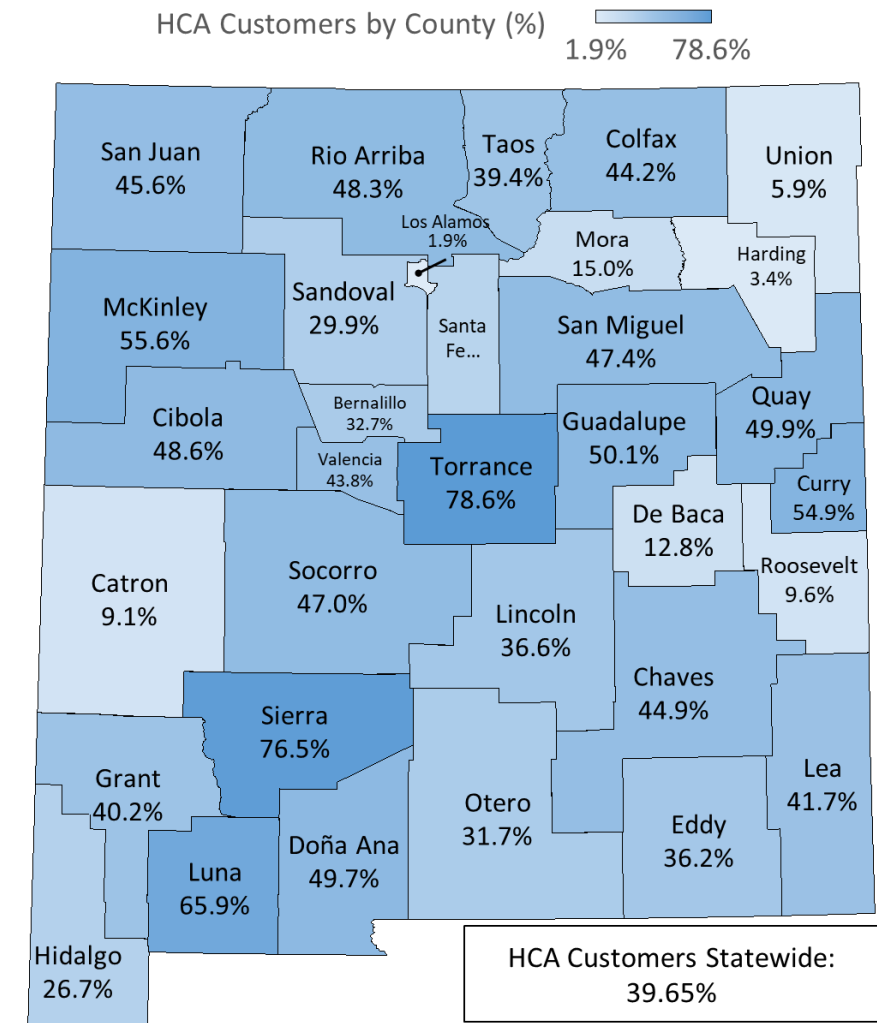 HCA Customers by County (%)
1.9%
78.6%
San Juan
45.6%
Rio Arriba
48.3%
Taos
39.4%
Colfax
44.2%
Union
5.9%
Los Alamos
1.9%
Mora
15.0%
Harding
3.4%
McKinley
55.6%
Sandoval
29.9%
Santa
Fe...
San Miguel
47.4%
Cibola
48.6%
Bernalillo
32.7%
Valencia
43.8%
Torrance
78.6%
Guadalupe
50.1%
Quay
49.9%
Curry
54.9%
De Baca
12.8%
Roosevelt
9.6%
Catron
9.1%
Socorro
47.0%
Lincoln
36.6%
Chaves
44.9%
Sierra
76.5%
Grant
40.2%
Luna
65.9%
Doña Ana
49.7%
Otero
31.7%
Eddy
36.2%
Lea
41.7%
Hidalgo
26.7%
HCA Customers Statewide:
39.65%